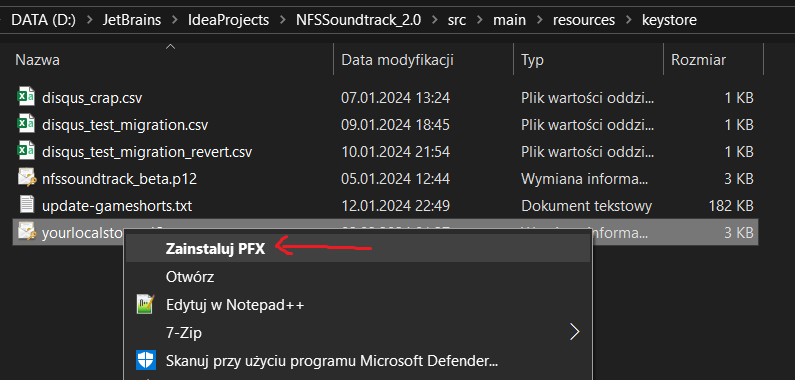 DATA (D:) > JetBrains > IdeaProjects > NFSSoundtrack_2.0 > src > main > resources > keystore
Nazwa Data modyfikacji Typ Rozmiar
disqus_crap.csv 07.01.2024 13:24 Plik wartości oddzi... 1 KB
disqus_test_migration.csv 09.01.2024 18:45 Plik wartości oddzi... 1 KB
disqus_test_migration_revert.csv 10.01.2024 21:54 Plik wartości oddzi... 1 KB
nfssoundtrack_beta.p12 05.01.2024 12:44 Wymiana informa... 3 KB
update-gameshorts.txt 12.01.2024 22:49 Dokument tekstowy 182 KB
yourlocalsto 3 KB
Zainstaluj PFX
Otwórz
Edytuj w Notepad++
7-Zip
Skanuj przy użyciu programu Microsoft Defender...